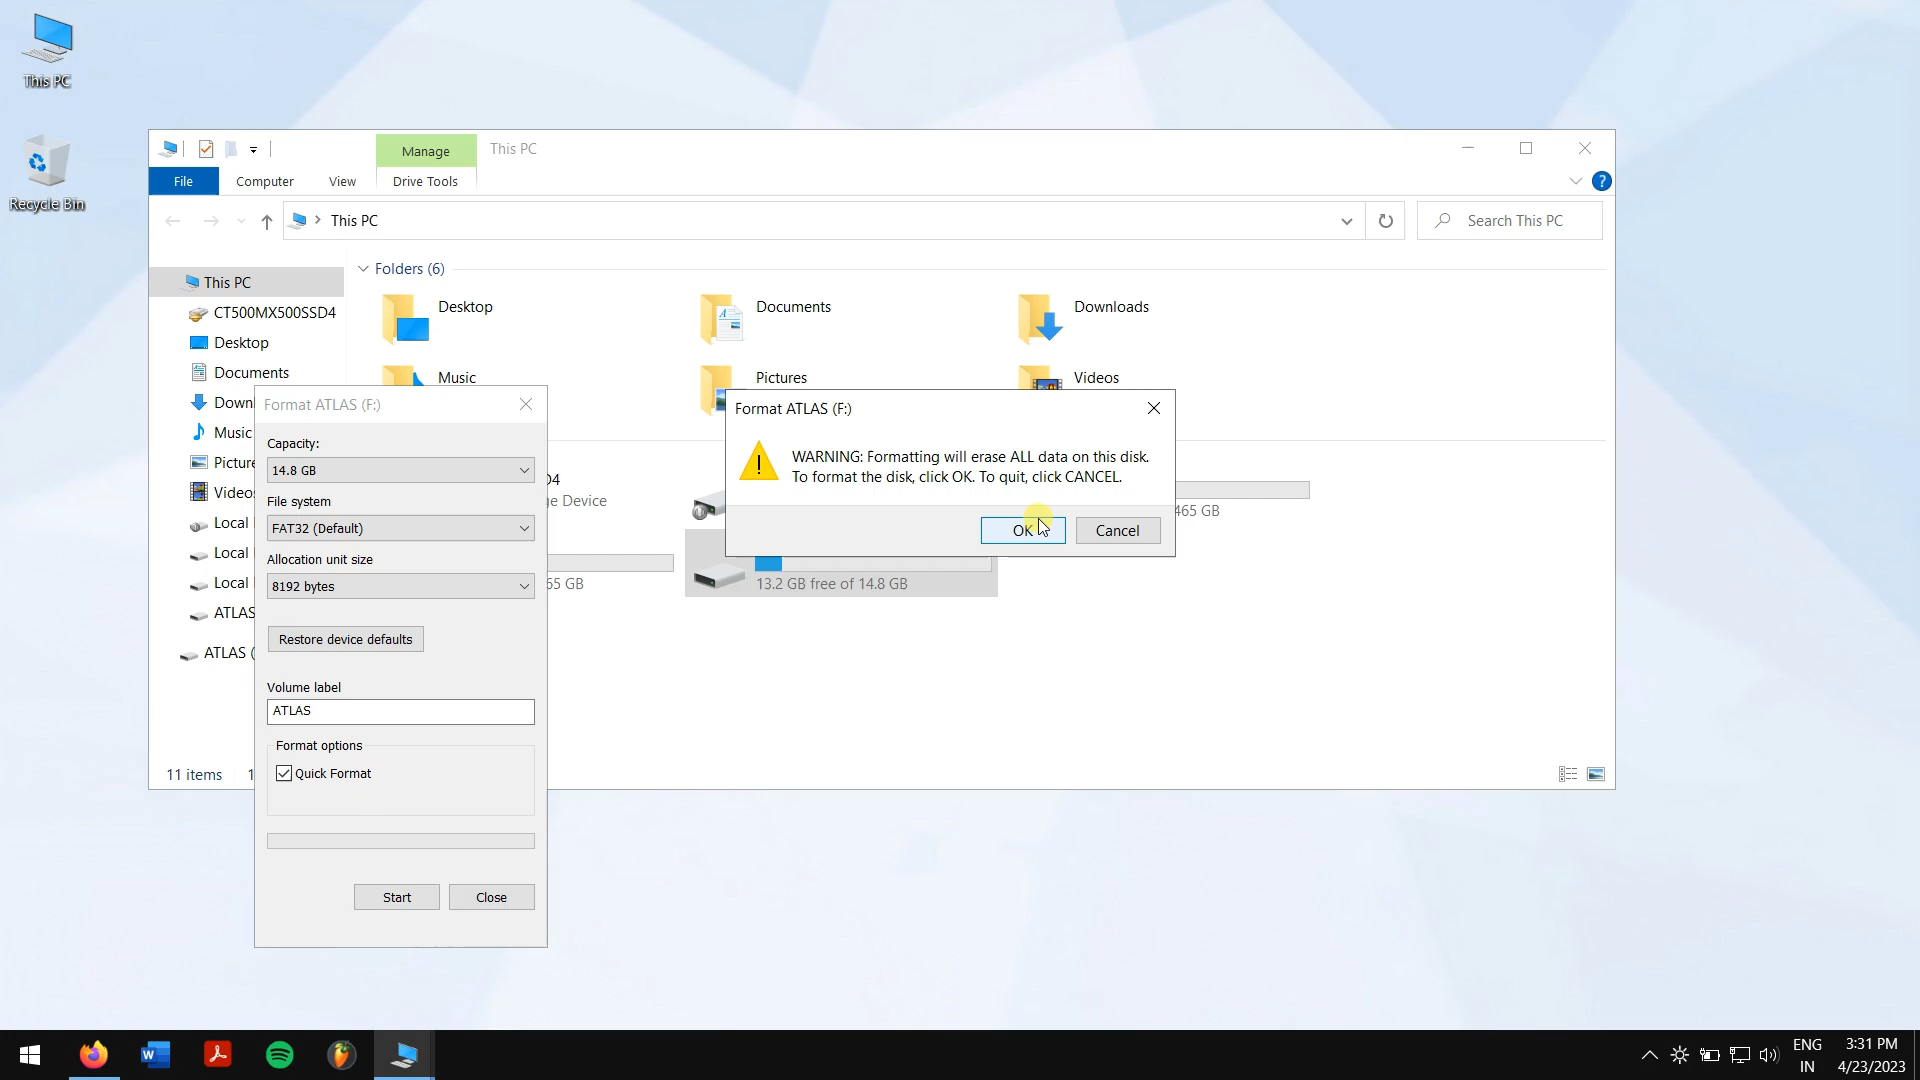 This PC
Recycle Bin
Manage
This PC
File
Computer
View
Drive Tools
This PC
Search This PC
This PC
CT500MX500SSD4
Desktop
Documents
Downl
Music
Picture
Videos
Local
Local
Local
ATLAS
ATLAS (
11 items
1
Folders (6)
Desktop
Documents
Downloads
Music
Pictures
Videos
D4
ge Device
465 GB
65 GB
13.2 GB free of 14.8 GB
Format ATLAS (F:)
Capacity:
14.8 GB
File system
FAT32 (Default)
Allocation unit size
8192 bytes
Restore device defaults
Volume label
ATLAS
Format options
Quick Format
Start
Close
Format ATLAS (F:)
WARNING: Formatting will erase ALL data on this disk.
To format the disk, click OK. To quit, click CANCEL.
OK
Cancel
ENG
IN
3:31 PM
4/23/2023